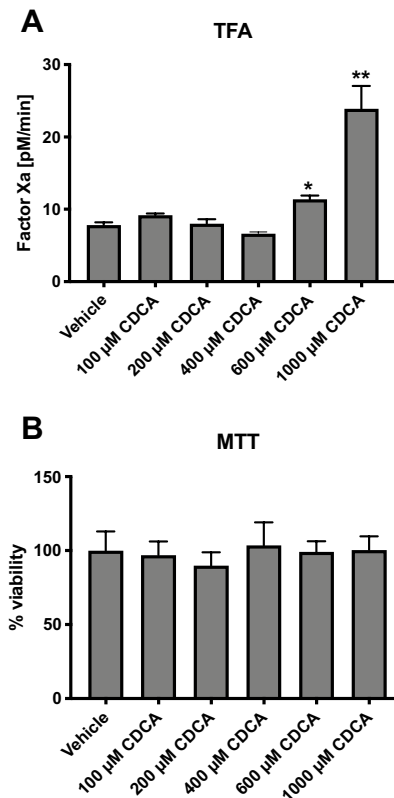 A
TFA
Factor Xa [pM/min]
30
20
10
0
*
**
Vehicle
100 µM CDCA
200 µM CDCA
400 µM CDCA
600 µM CDCA
1000 µM CDCA
B
MTT
% viability
150
100
50
0
Vehicle
100 µM CDCA
200 µM CDCA
400 µM CDCA
600 µM CDCA
1000 µM CDCA